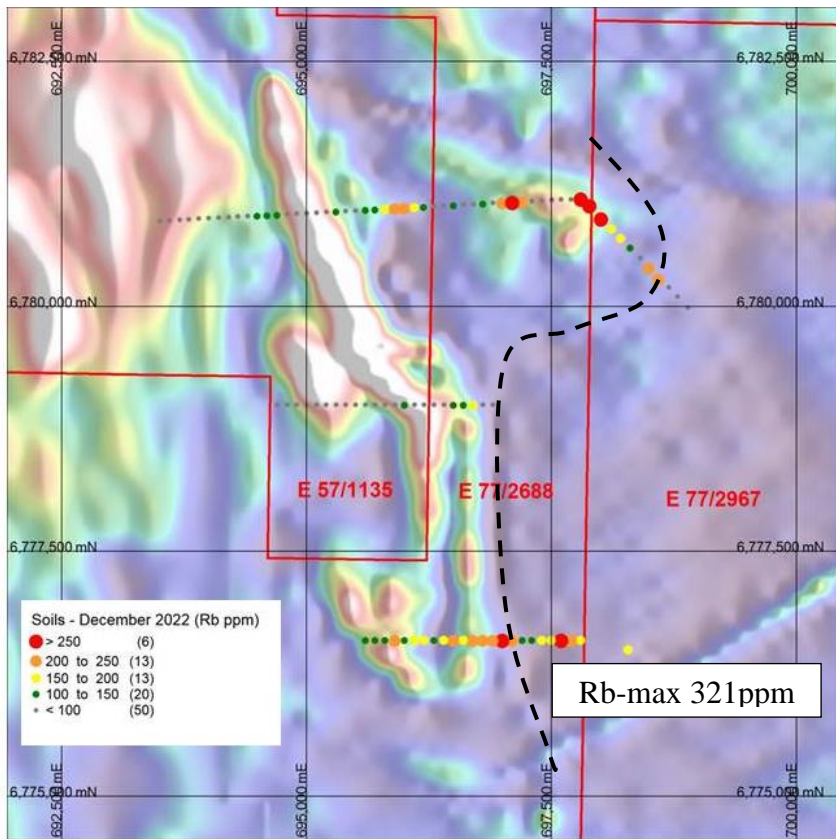 692,500 mE
695,000 mE
697,500 mE
700,000 mE
6,782,500 mN
6,782,500 mN
6,780,000 mN
6,780,000 mN
E 57/1135
E 77/2688
E 77/2967
6,777,500 mN
6,777,500 mN
Soils - December 2022 (Rb ppm)
> 250 (6)
200 to 250 (13)
150 to 200 (13)
100 to 150 (20)
< 100 (50)
Rb-max 321ppm
6,775,000 mN
6,775,000 mN
692,500 mE
695,000 mE
697,500 mE
700,000 mE